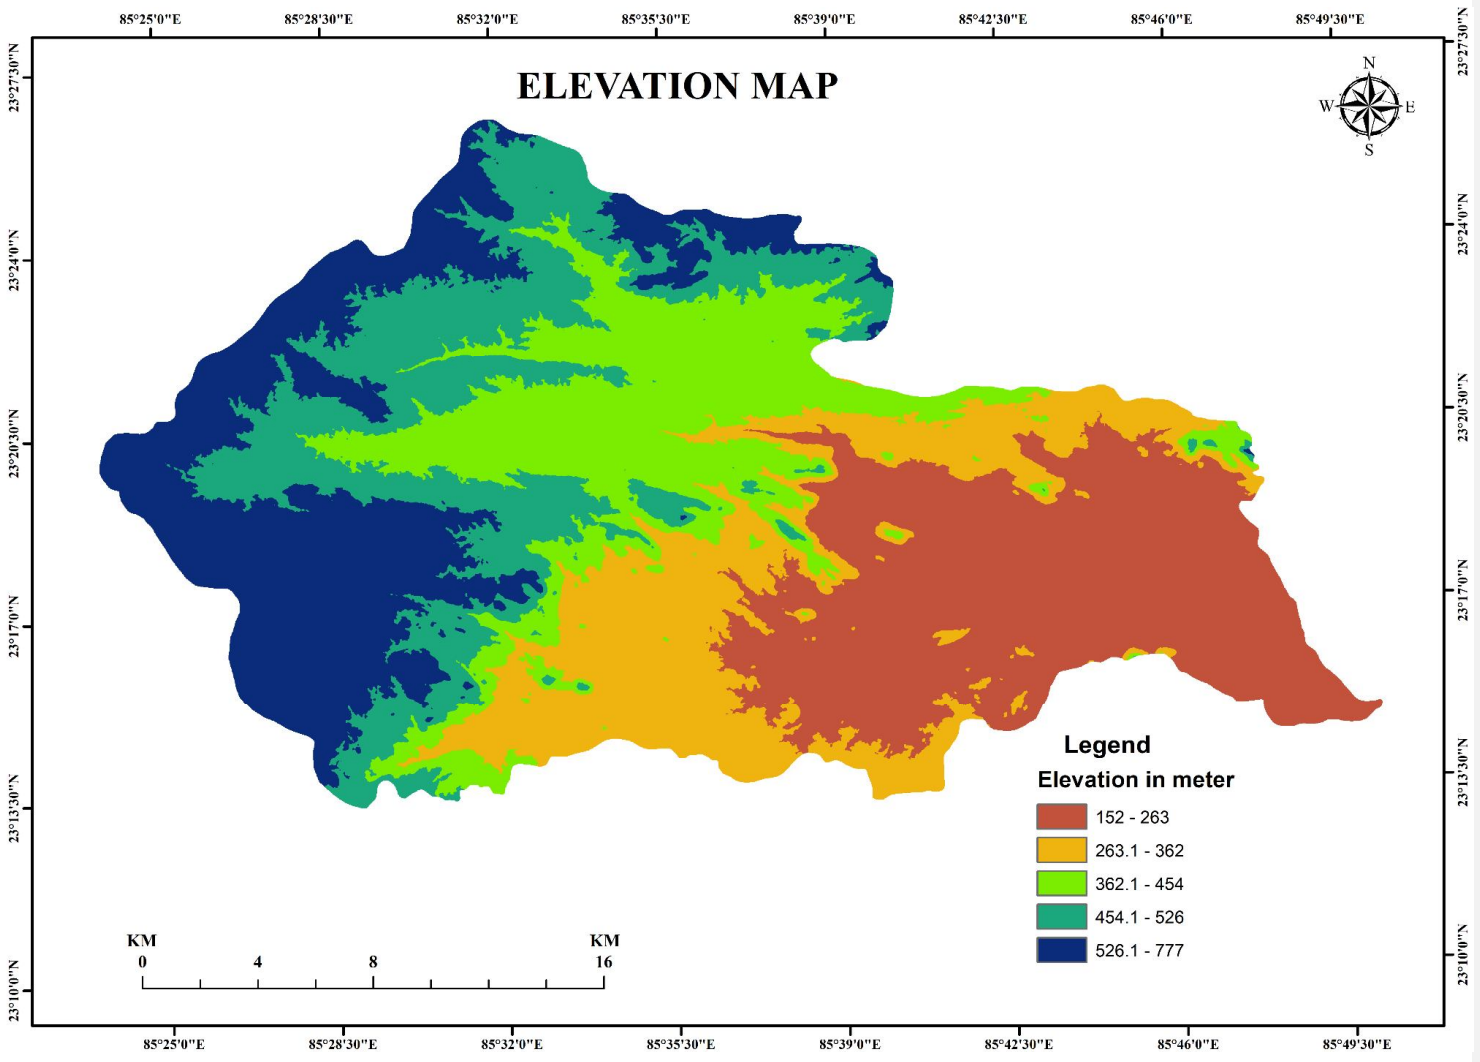 85°25'0"E 85°28'30"E 85°32'0"E 85°35'30"E 85°39'0"E 85°42'30"E 85°46'0"E 85°49'30"E
ELEVATION MAP
N
W E
S
23°27'30"N
23°24'0"N
23°20'30"N
23°17'0"N
23°13'30"N
23°10'0"N
23°27'30"N
23°24'0"N
23°20'30"N
23°17'0"N
23°13'30"N
23°10'0"N
Legend
Elevation in meter
152 - 263
263.1 - 362
362.1 - 454
454.1 - 526
526.1 - 777
KM KM
0 4 8 16
85°25'0"E 85°28'30"E 85°32'0"E 85°35'30"E 85°39'0"E 85°42'30"E 85°46'0"E 85°49'30"E